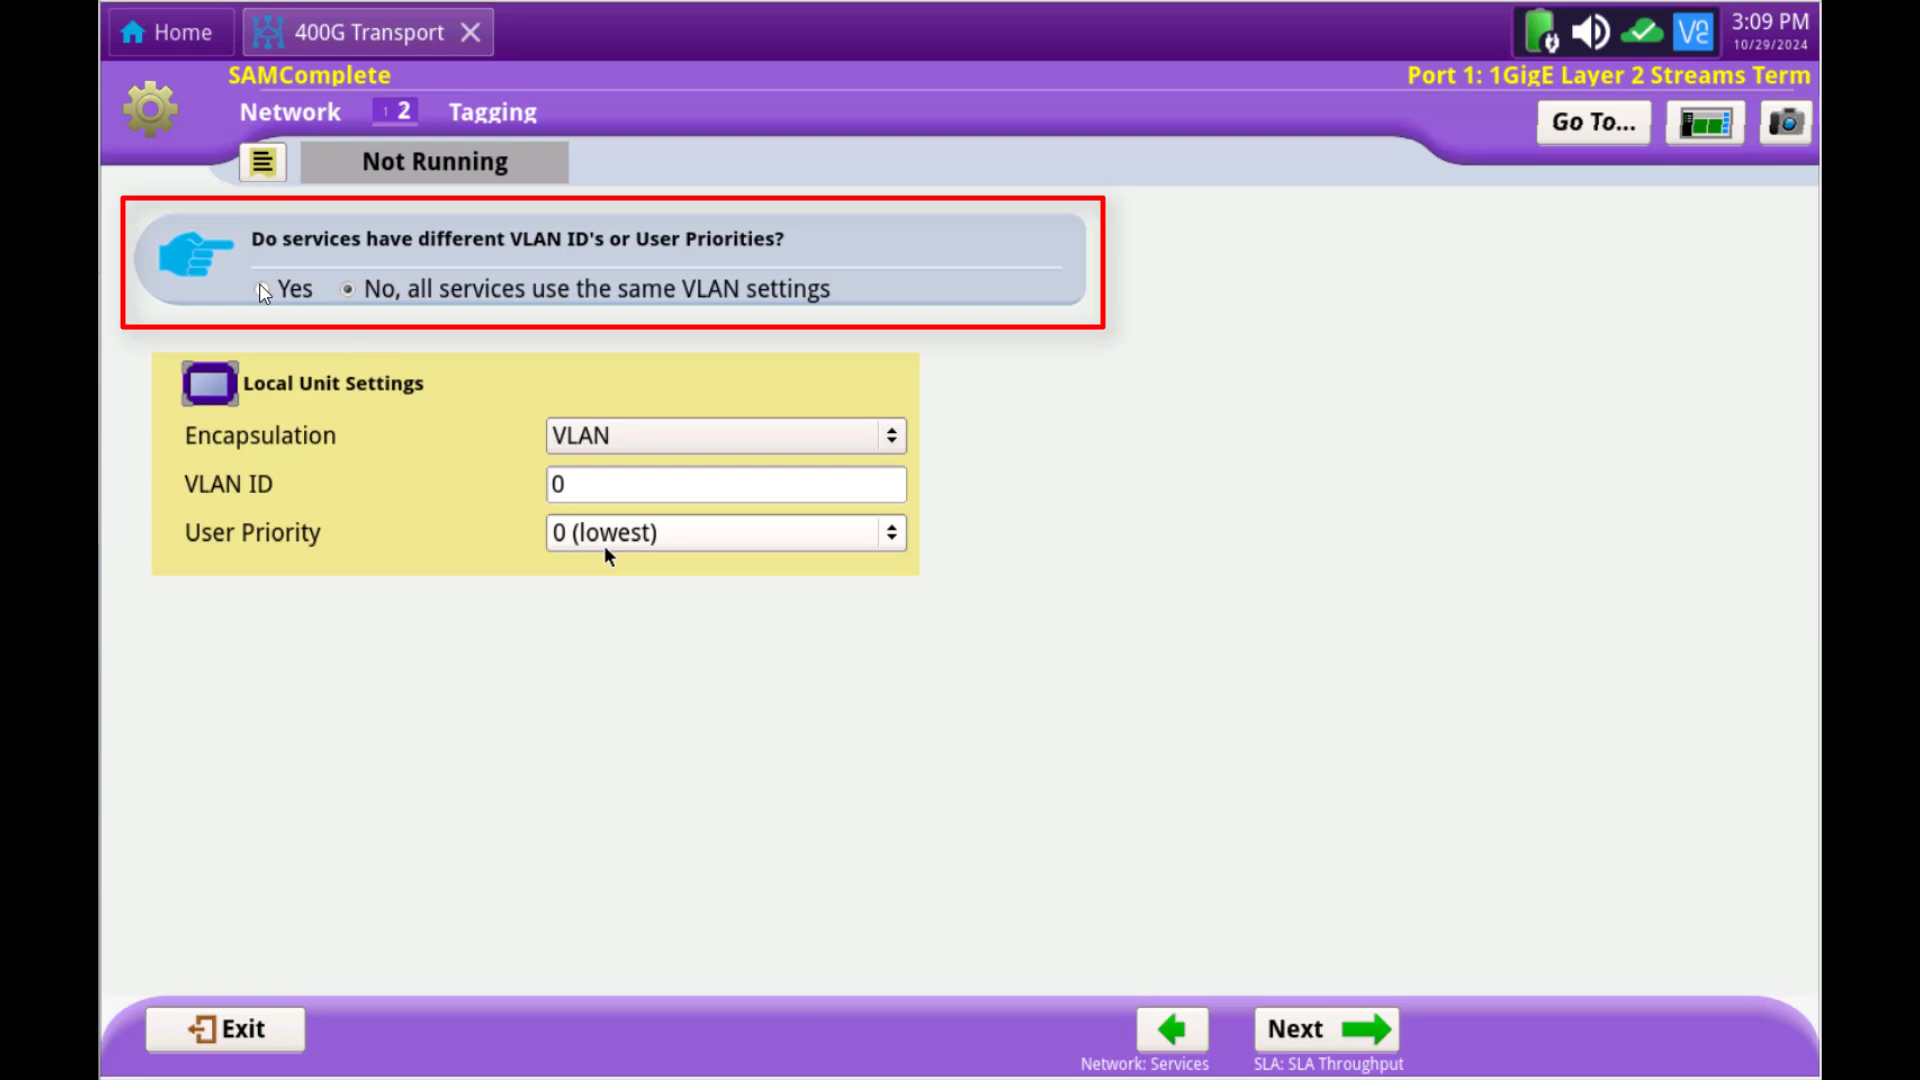 Home
400G Transport
3:09 PM
10/29/2024
SAMComplete
Port 1: 1GigE Layer 2 Streams Term
Network
1 2
Tagging
Go To...
Not Running
Do services have different VLAN ID's or User Priorities?
Yes
No, all services use the same VLAN settings
Local Unit Settings
Encapsulation
VLAN
VLAN ID
0
User Priority
0 (lowest)
Exit
Next
Network: Services
SLA: SLA Throughput